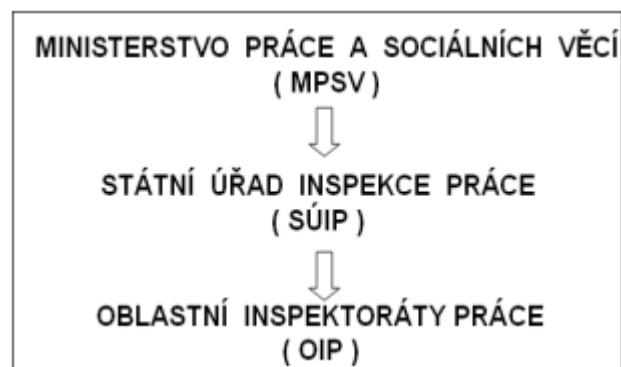 MINISTERSTVO PRÁCE A SOCIÁLNÍCH VĚCÍ
( MPSV )
STÁTNÍ ÚŘAD INSPEKCE PRÁCE
( SÚIP )
OBLASTNÍ INSPEKTORÁTY PRÁCE
( OIP )